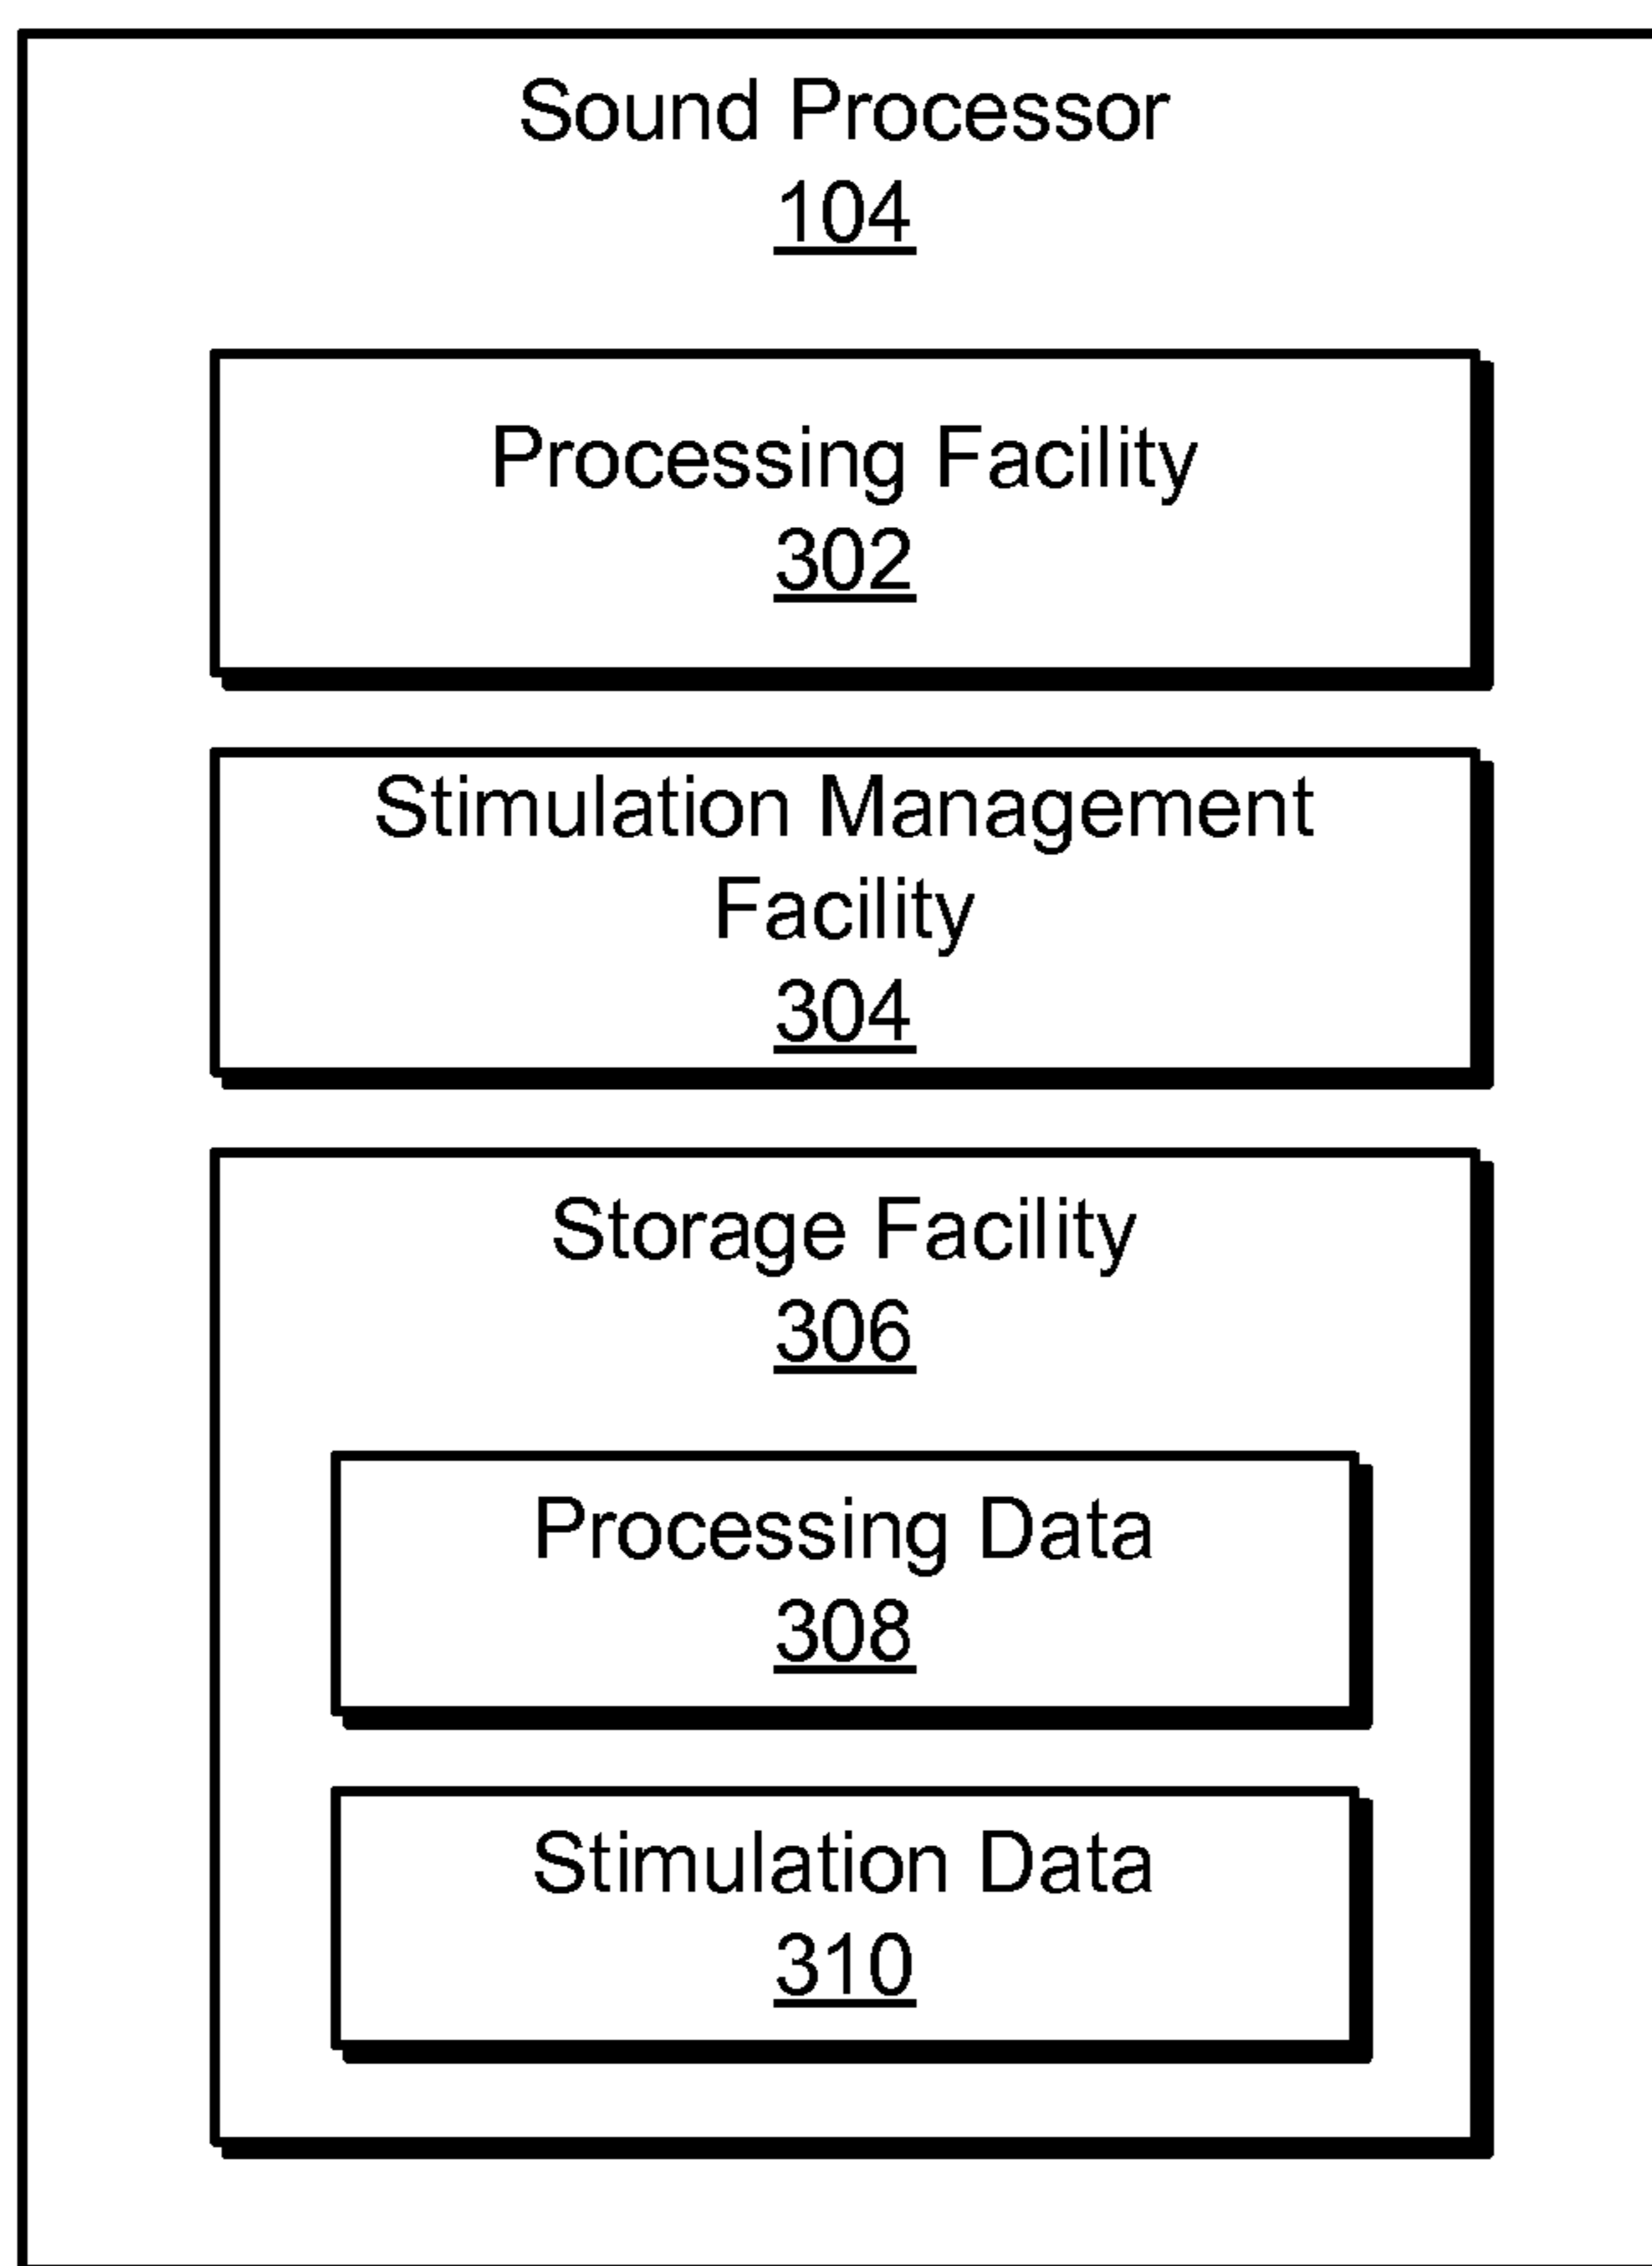 Sound Processor
104
Processing Facility
302
Stimulation Management
Facility
304
Storage Facility
306
Processing Data
308
Stimulation Data
310